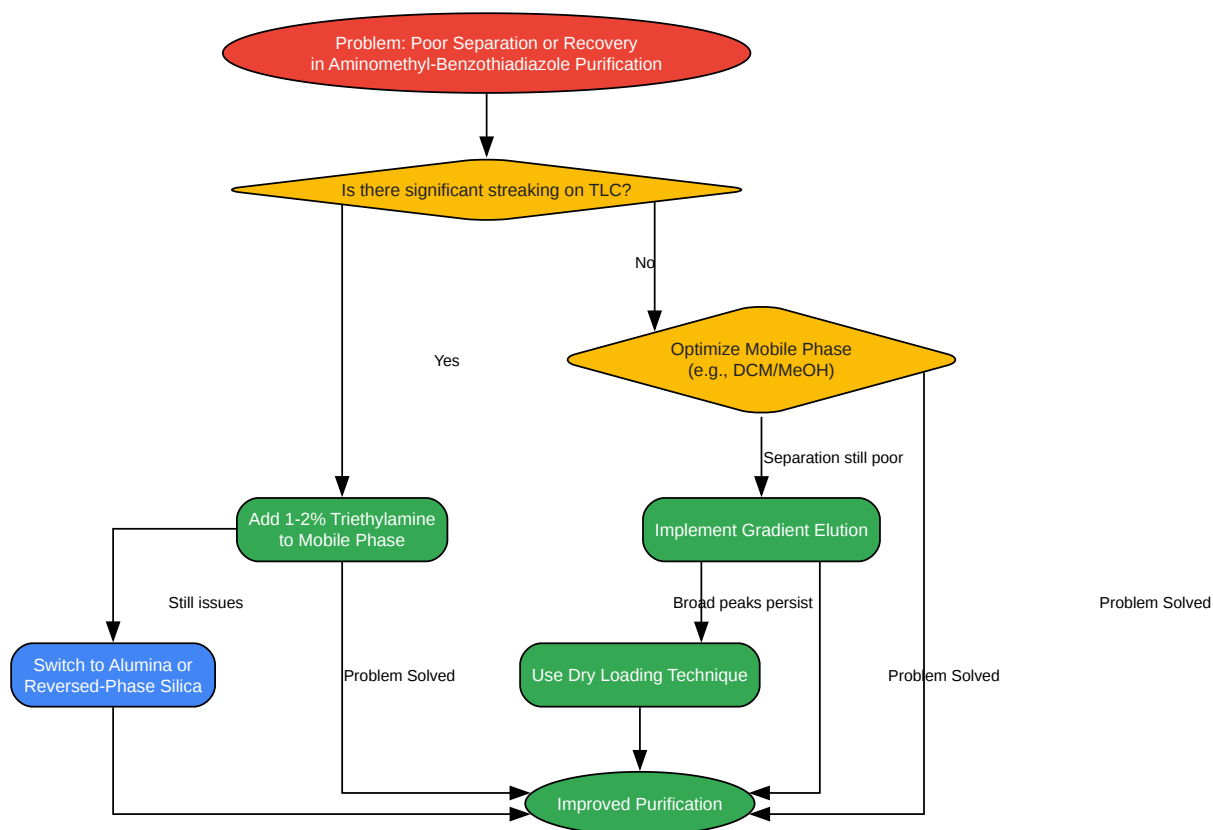 Problem: Poor Separation or Recovery
in Aminomethyl-Benzothiadiazole Purification
Is there significant streaking on TLC?
No
Yes
Optimize Mobile Phase
(e.g., DCM/MeOH)
Separation still poor
Add 1-2% Triethylamine
to Mobile Phase
Implement Gradient Elution
Still issues
Broad peaks persist
Problem Solved
Switch to Alumina or
Reversed-Phase Silica
Problem Solved
Use Dry Loading Technique
Problem Solved
Improved Purification